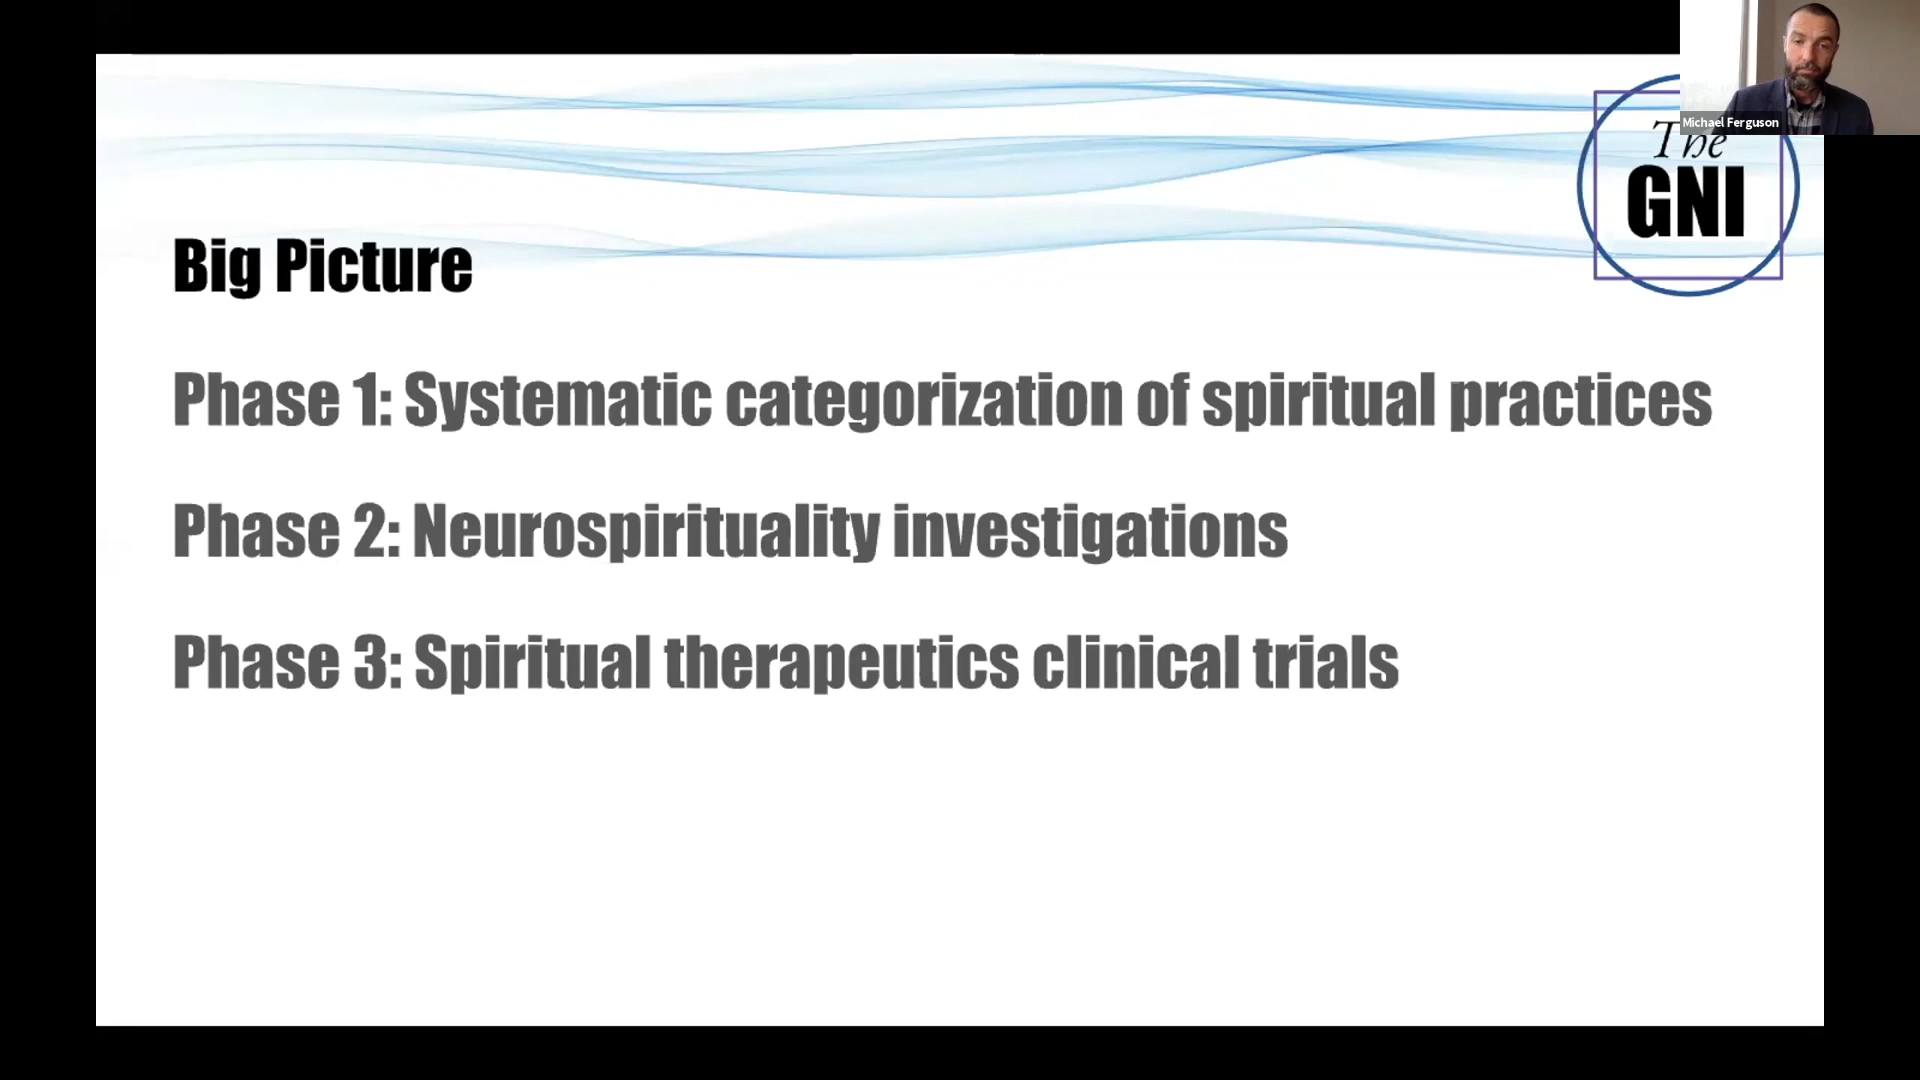 Michael Ferguson
The
GNI
Big Picture
Phase 1: Systematic categorization of spiritual practices
Phase 2: Neurospirituality investigations
Phase 3: Spiritual therapeutics clinical trials